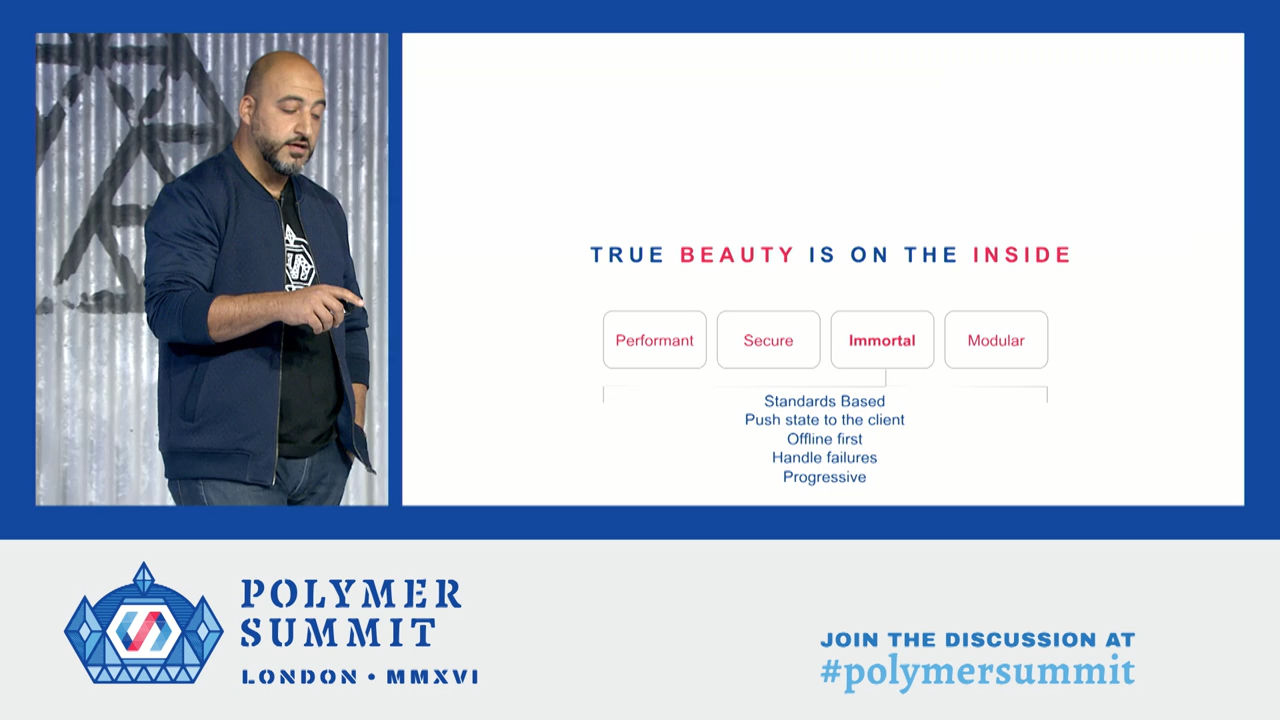 TRUE BEAUTY IS ON THE INSIDE
Performant
Secure
Immortal
Modular
Standards Based
Push state to the client
Offline first
Handle failures
Progressive
POLYMER
SUMMIT
LONDON • MMXVI
JOIN THE DISCUSSION AT
#polymersummit